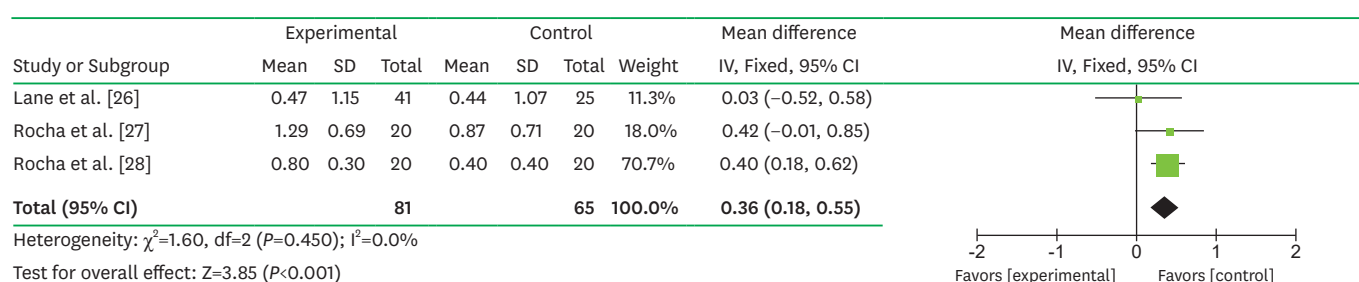 Experimental Control Mean difference Mean difference
Study or Subgroup Mean SD Total Mean SD Total Weight IV, Fixed, 95% CI IV, Fixed, 95% CI
Lane et al. [26] 0.47 1.15 41 0.44 1.07 25 11.3% 0.03 (−0.52, 0.58)
Rocha et al. [27] 1.29 0.69 20 0.87 0.71 20 18.0% 0.42 (−0.01, 0.85)
Rocha et al. [28] 0.80 0.30 20 0.40 0.40 20 70.7% 0.40 (0.18, 0.62)
Total (95% CI) 81 65 100.0% 0.36 (0.18, 0.55)
Heterogeneity: χ²=1.60, df=2 (P=0.450); I²=0.0%
-2 -1 0 1 2
Test for overall effect: Z=3.85 (P<0.001)
Favors [experimental] Favors [control]